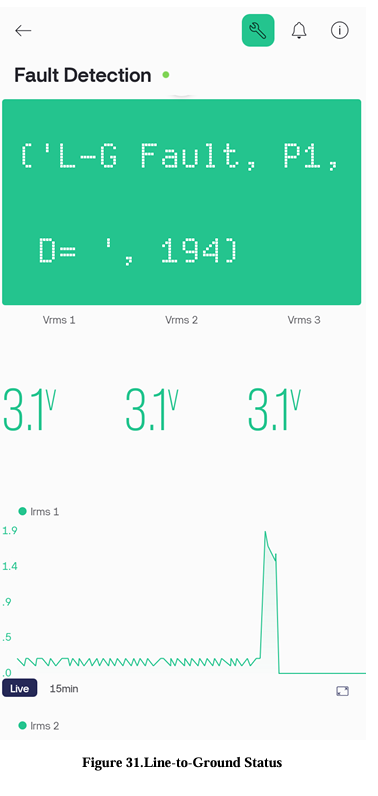 Fault Detection
('L-G Fault, P1,
D= ', 194)
Vrms 1 Vrms 2 Vrms 3
3.1V 3.1V 3.1V
Irms 1
1.9
1.4
.9
.5
.0
Live 15min
Irms 2
Figure 31.Line-to-Ground Status